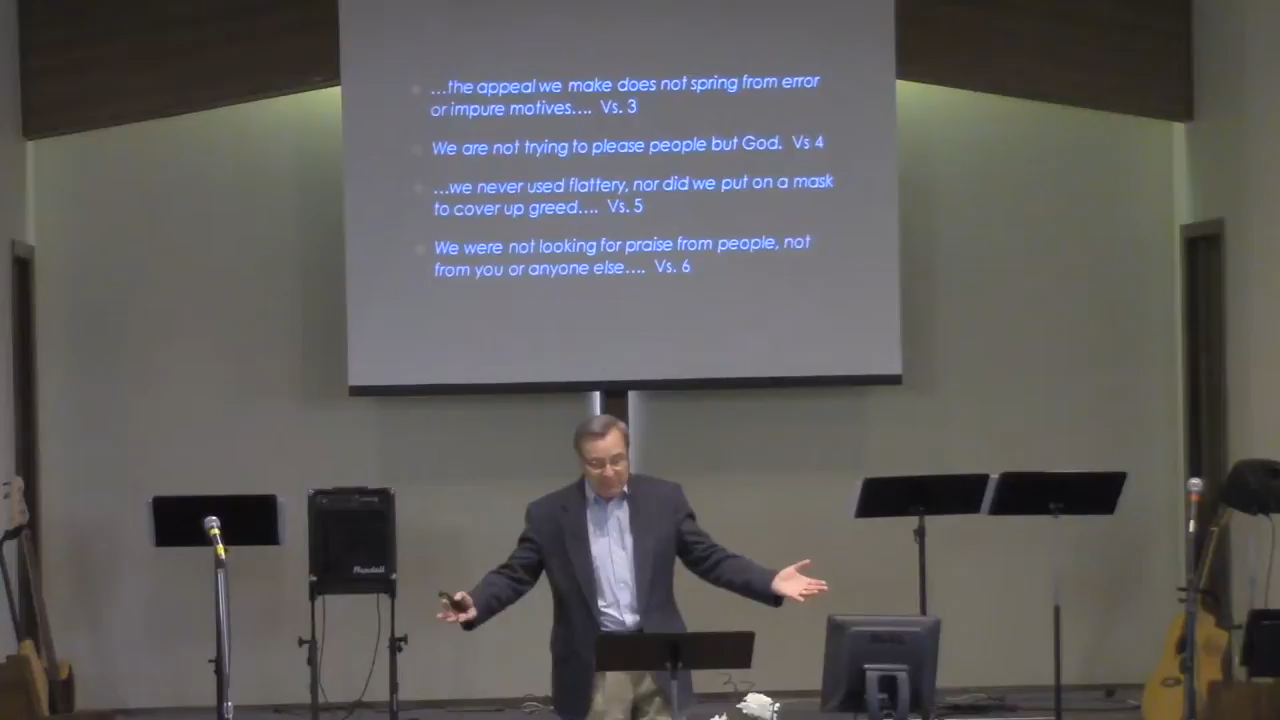 ...the appeal we make does not spring from error
or impure motives.... Vs. 3
We are not trying to please people but God. Vs 4
...we never used flattery, nor did we put on a mask
to cover up greed.... Vs. 5
We were not looking for praise from people, not
from you or anyone else.... Vs. 6
Randall